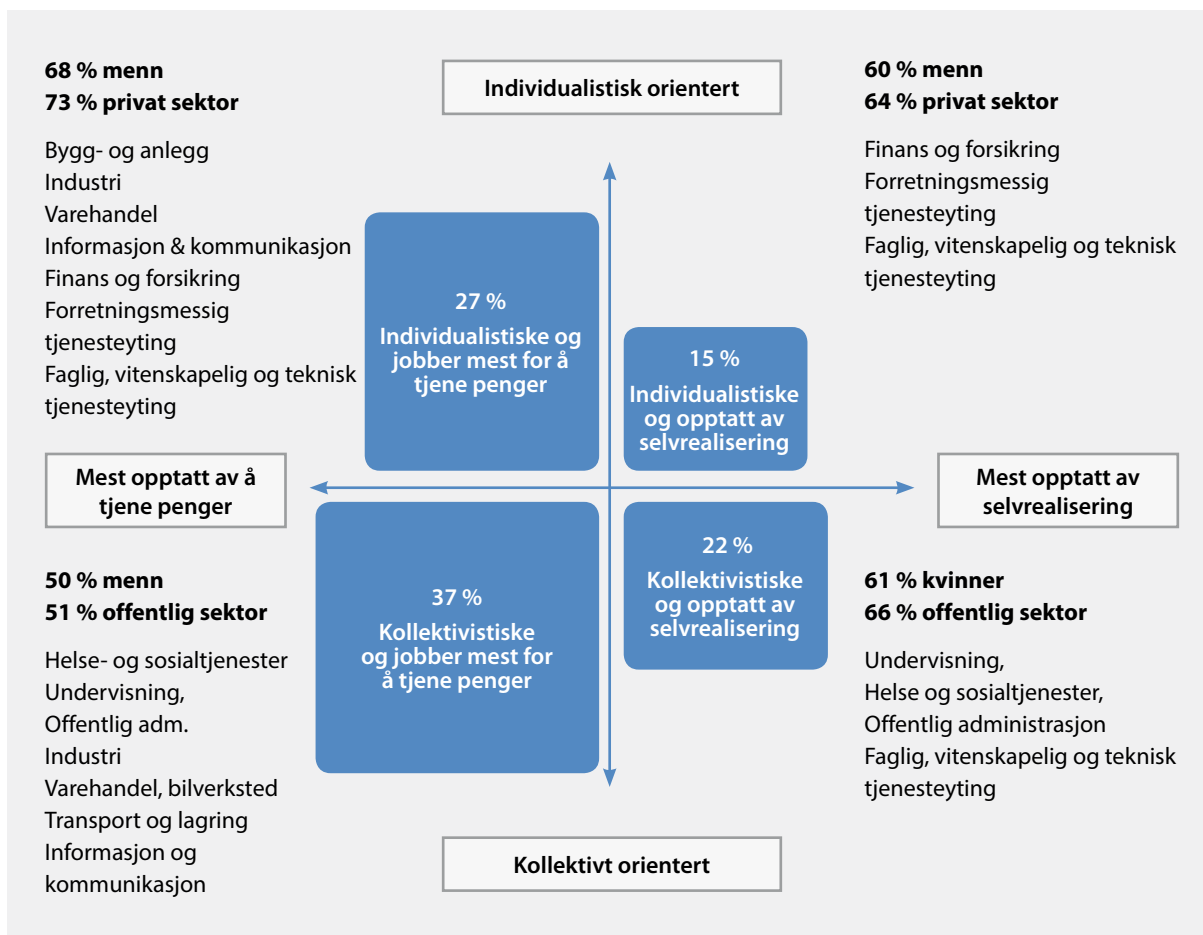 68 % menn
73 % privat sektor
Bygg- og anlegg
Industri
Varehandel
Informasjon & kommunikasjon
Finans og forsikring
Forretningsmessig
tjenesteyting
Faglig, vitenskapelig og teknisk
tjenesteyting
Individualistisk orientert
60 % menn
64 % privat sektor
Finans og forsikring
Forretningsmessig
tjenesteyting
Faglig, vitenskapelig og teknisk
tjenesteyting
27 %
Individualistiske og
jobber mest for å
tjene penger
15 %
Individualistiske
og opptatt av
selvrealisering
Mest opptatt av å
tjene penger
Mest opptatt av
selvrealisering
50 % menn
51 % offentlig sektor
Helse- og sosialtjenester
Undervisning,
Offentlig adm.
Industri
Varehandel, bilverksted
Transport og lagring
Informasjon og
kommunikasjon
37 %
Kollektivistiske
og jobber mest for
å tjene penger
22 %
Kollektivistiske
og opptatt av
selvrealisering
61 % kvinner
66 % offentlig sektor
Undervisning,
Helse og sosialtjenester,
Offentlig administrasjon
Faglig, vitenskapelig og teknisk
tjenesteyting
Kollektivt orientert